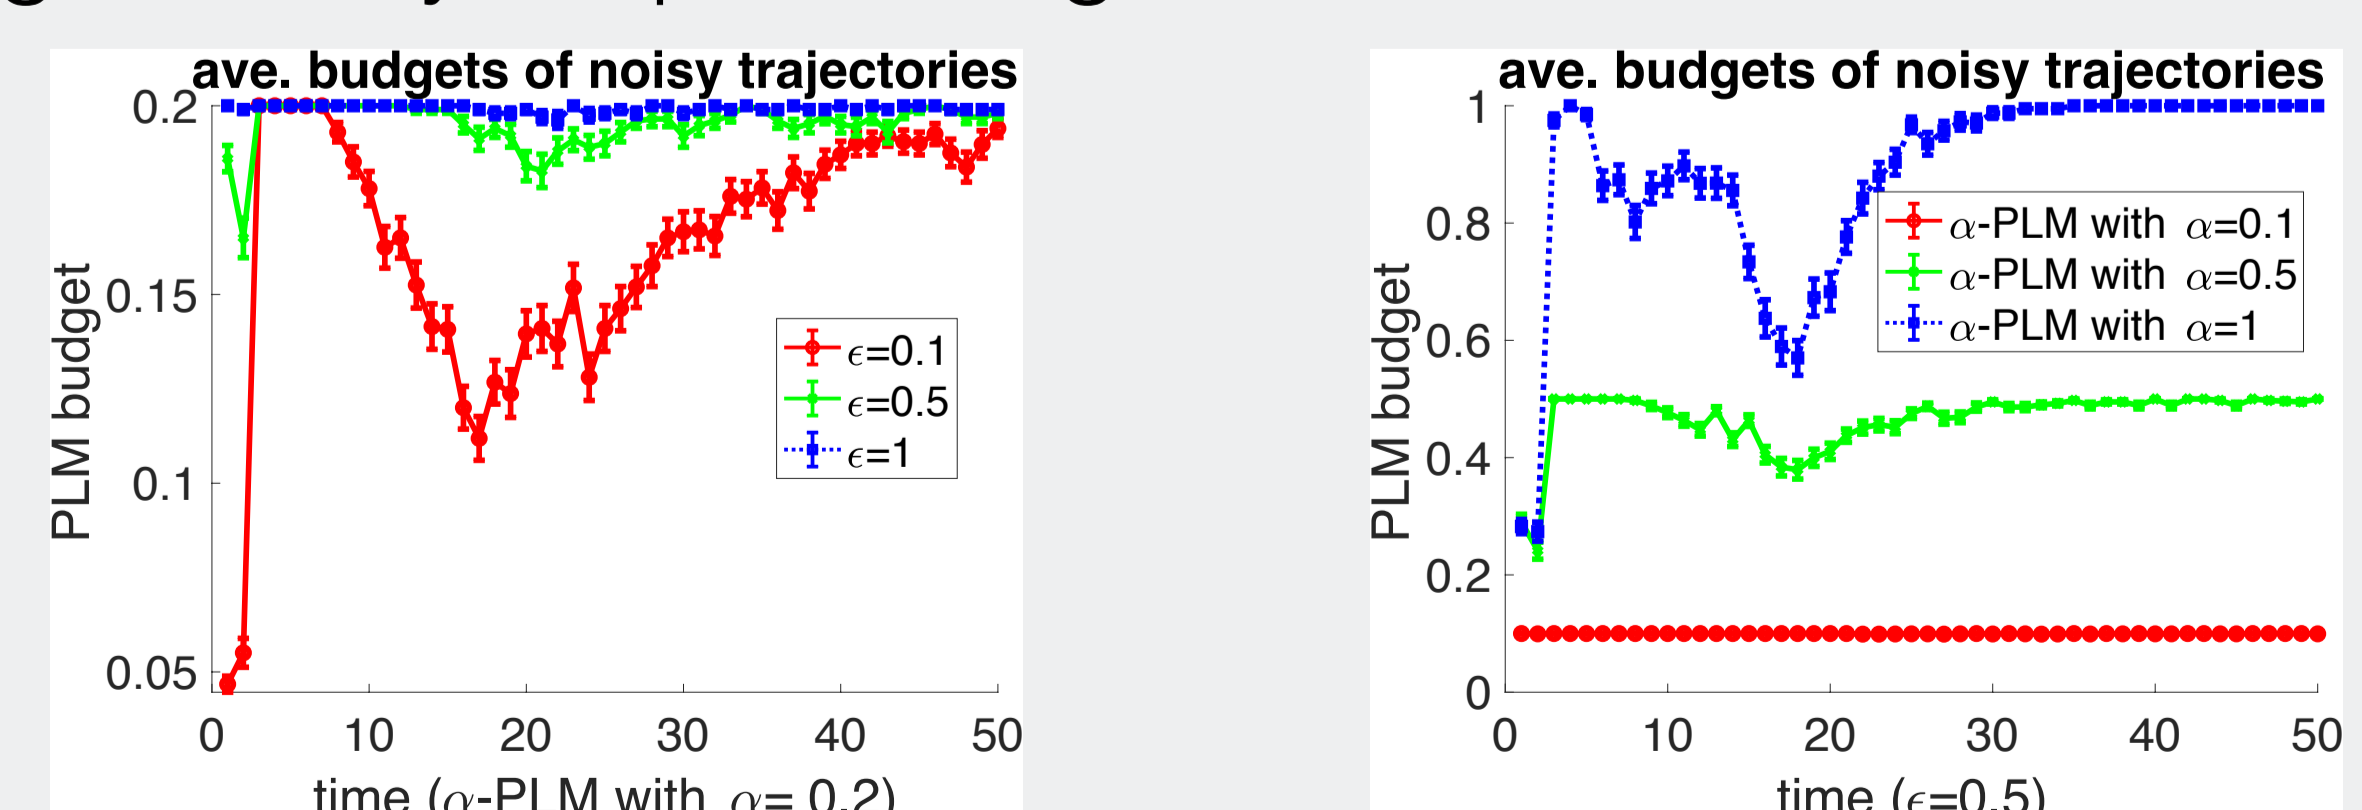 ave. budgets of noisy trajectories
PLM budget
0.2
0.15
0.1
0.05
ϵ=0.1
ϵ=0.5
ϵ=1
0 10 20 30 40 50
time (α-PLM with α= 0.2)
ave. budgets of noisy trajectories
PLM budget
1
0.8
0.6
0.4
0.2
0
α-PLM with α=0.1
α-PLM with α=0.5
α-PLM with α=1
0 10 20 30 40 50
time (ϵ=0.5)